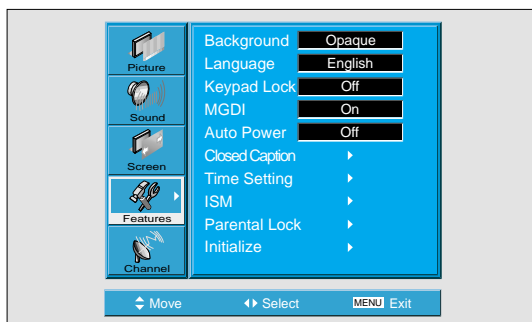 Picture
Sound
Screen
Features
Channel
Background Opaque
Language English
Keypad Lock Off
MGDI On
Auto Power Off
Closed Caption
Time Setting
ISM
Parental Lock
Initialize
Move Select MENU Exit